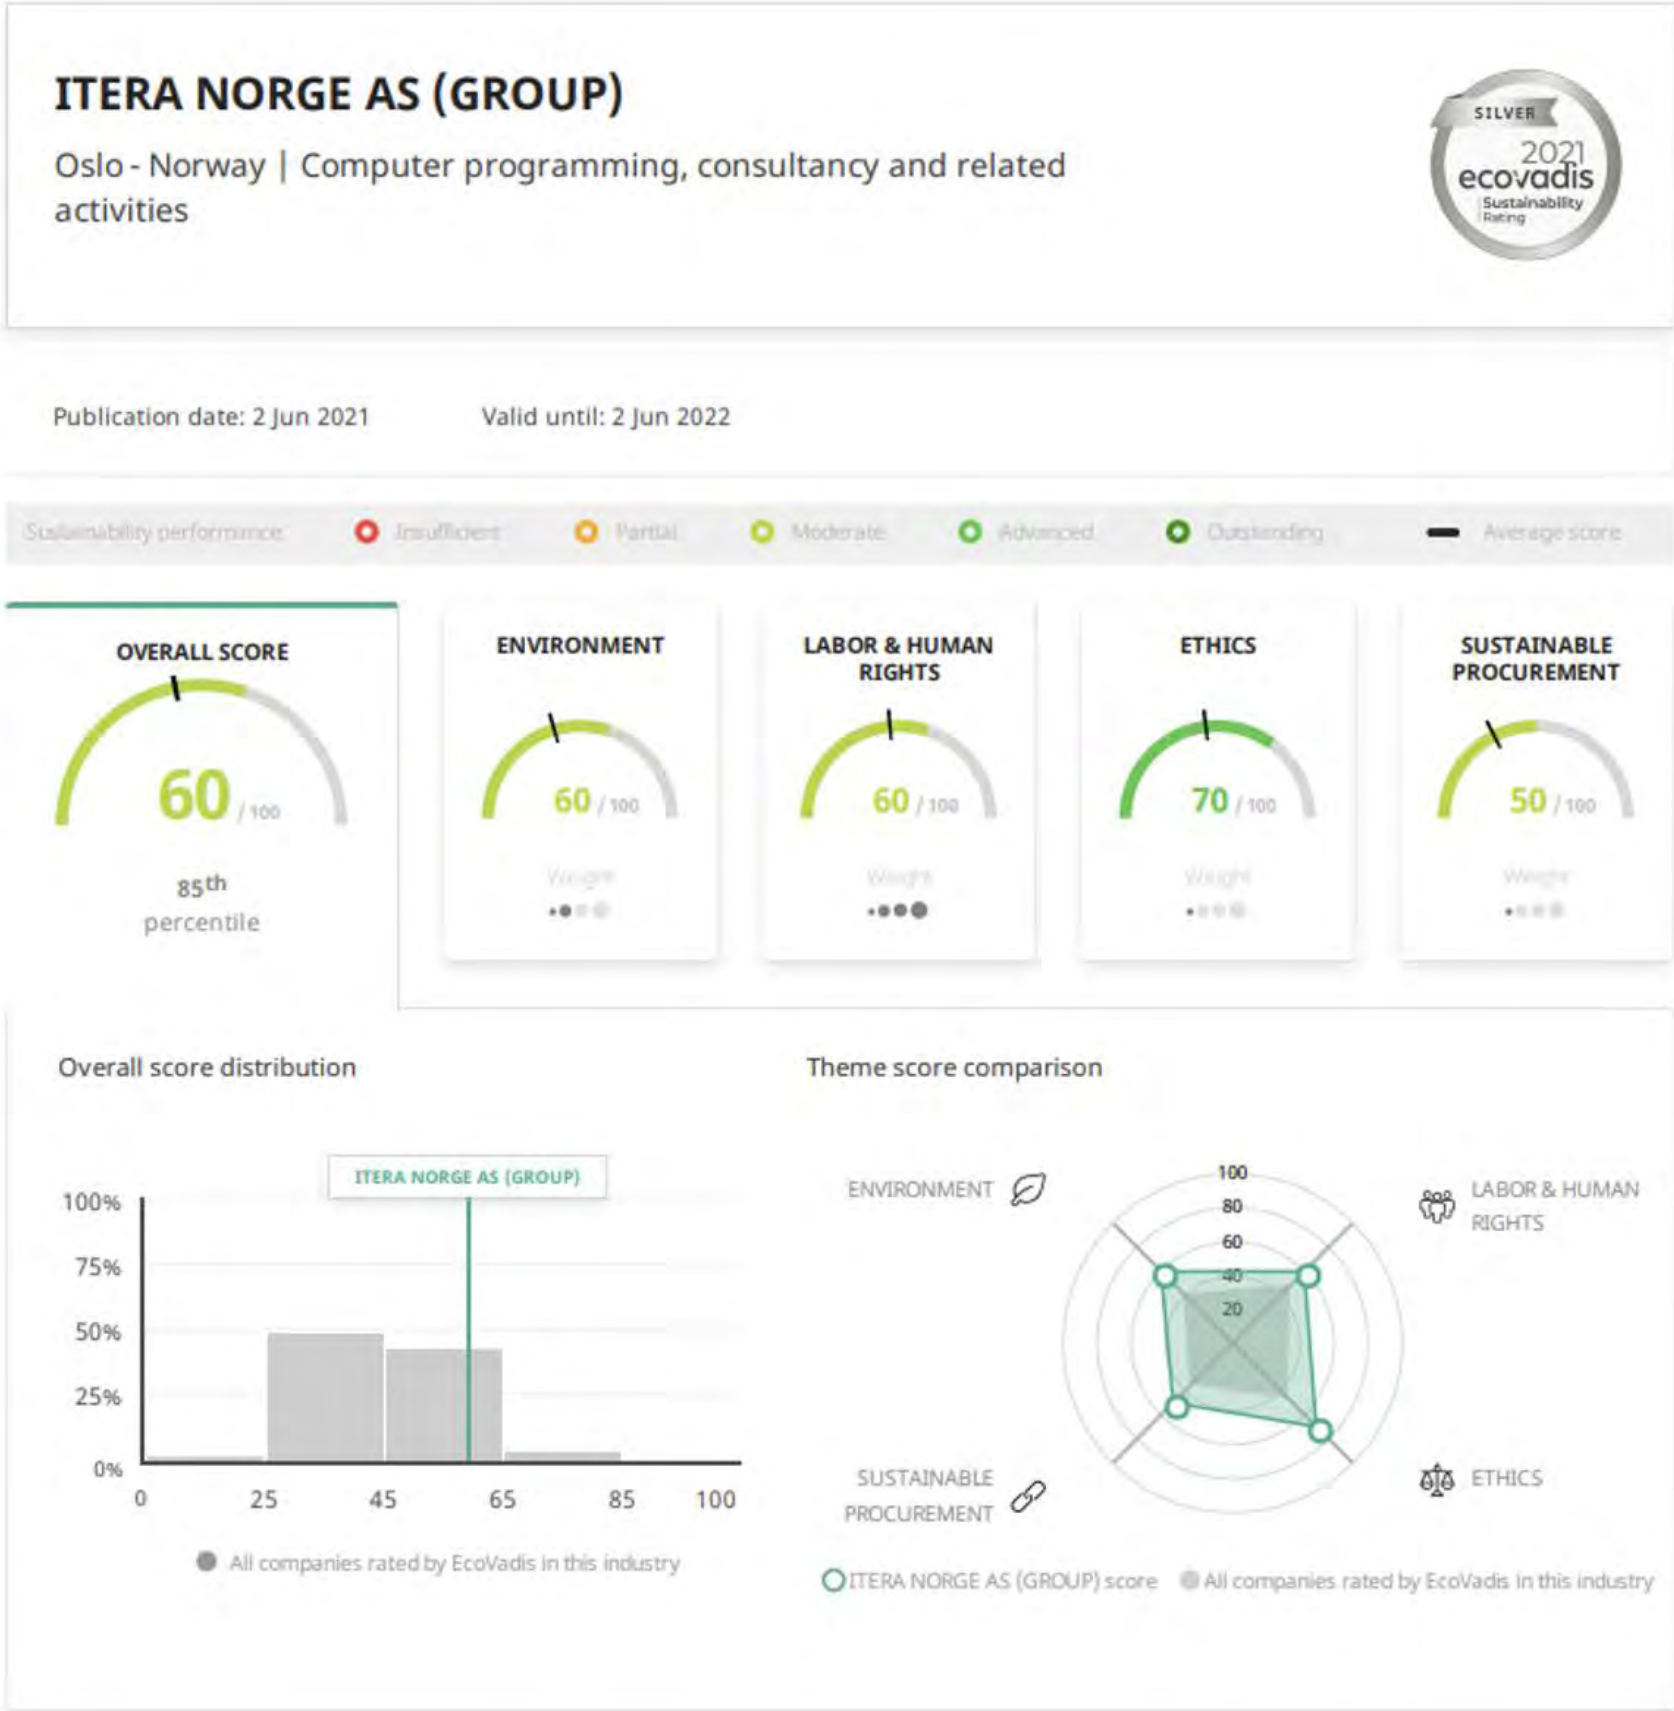 ITERA NORGE AS (GROUP)
Oslo - Norway | Computer programming, consultancy and related
activities
SILVER
2021
ecovadis
Sustainability
Rating
Publication date: 2 Jun 2021 Valid until: 2 Jun 2022
Sustainability performance Insufficient Partial Moderate Advanced Outstanding Average score
OVERALL SCORE
60 / 100
85th
percentile
ENVIRONMENT
60 / 100
Weight
LABOR & HUMAN
RIGHTS
60 / 100
Weight
ETHICS
70 / 100
Weight
SUSTAINABLE
PROCUREMENT
50 / 100
Weight
Overall score distribution
ITERA NORGE AS (GROUP)
100%
75%
50%
25%
0%
0 25 45 65 85 100
All companies rated by EcoVadis in this industry
Theme score comparison
ENVIRONMENT
LABOR & HUMAN
RIGHTS
100
80
60
40
20
SUSTAINABLE
PROCUREMENT
ETHICS
ITERA NORGE AS (GROUP) score All companies rated by EcoVadis in this industry